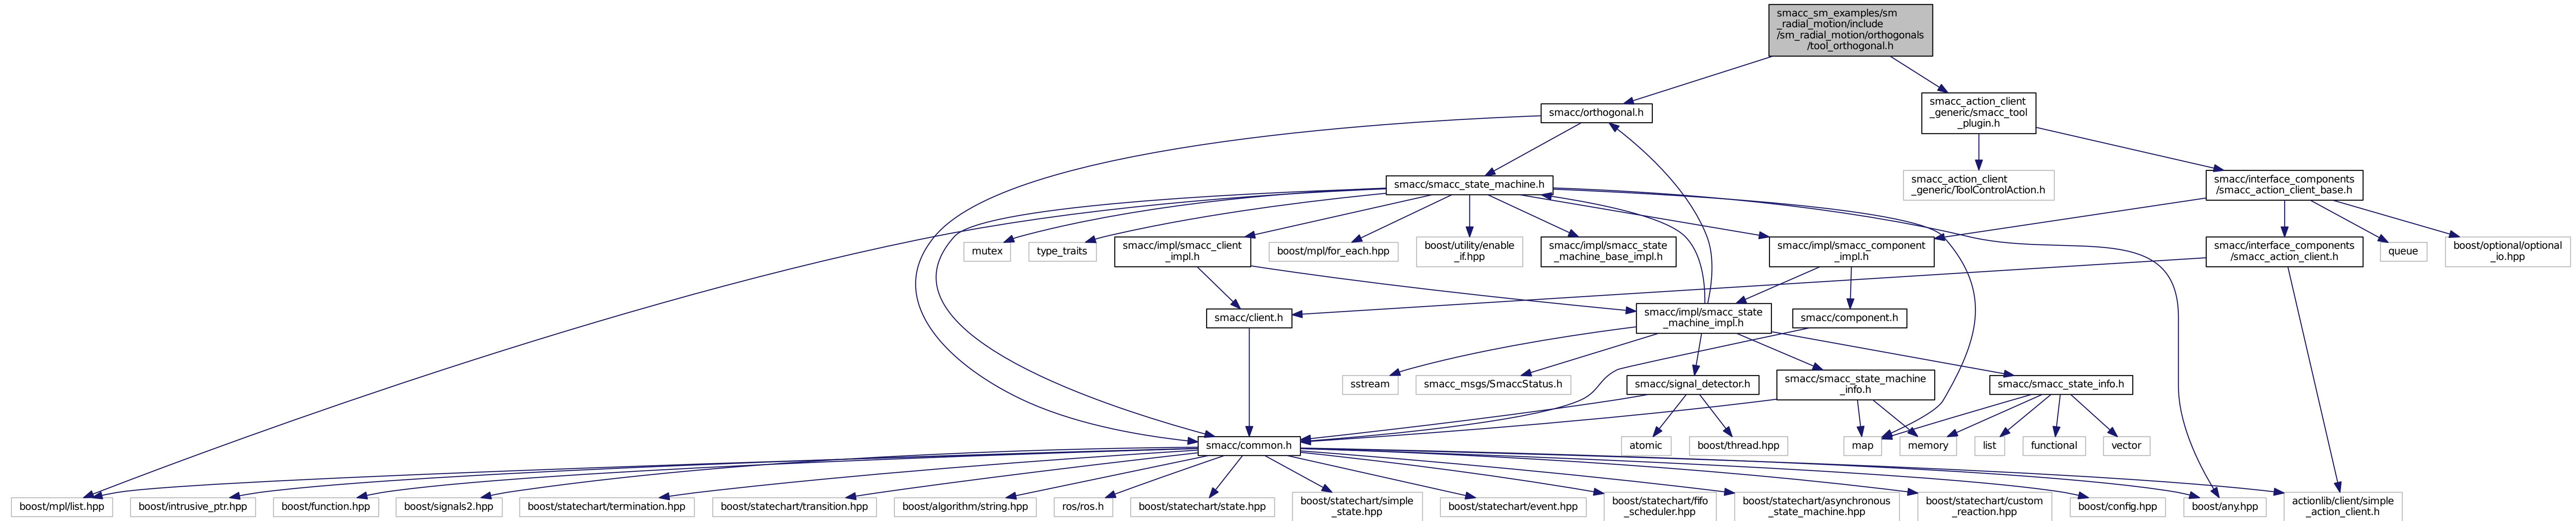 smacc_sm_examples/sm
_radial_motion/include
/sm_radial_motion/orthogonals
/tool_orthogonal.h
smacc/orthogonal.h
smacc_action_client
_generic/smacc_tool
_plugin.h
smacc/smacc_state_machine.h
smacc_action_client
_generic/ToolControlAction.h
smacc/interface_components
/smacc_action_client_base.h
mutex
type_traits
smacc/impl/smacc_client
_impl.h
boost/mpl/for_each.hpp
boost/utility/enable
_if.hpp
smacc/impl/smacc_state
_machine_base_impl.h
smacc/impl/smacc_component
_impl.h
smacc/interface_components
/smacc_action_client.h
queue
boost/optional/optional
_io.hpp
smacc/client.h
smacc/impl/smacc_state
_machine_impl.h
smacc/component.h
sstream
smacc_msgs/SmaccStatus.h
smacc/signal_detector.h
smacc/smacc_state_machine
_info.h
smacc/smacc_state_info.h
smacc/common.h
atomic
boost/thread.hpp
map
memory
list
functional
vector
boost/mpl/list.hpp
boost/intrusive_ptr.hpp
boost/function.hpp
boost/signals2.hpp
boost/statechart/termination.hpp
boost/statechart/transition.hpp
boost/algorithm/string.hpp
ros/ros.h
boost/statechart/state.hpp
boost/statechart/simple
_state.hpp
boost/statechart/event.hpp
boost/statechart/fifo
_scheduler.hpp
boost/statechart/asynchronous
_state_machine.hpp
boost/statechart/custom
_reaction.hpp
boost/config.hpp
boost/any.hpp
actionlib/client/simple
_action_client.h